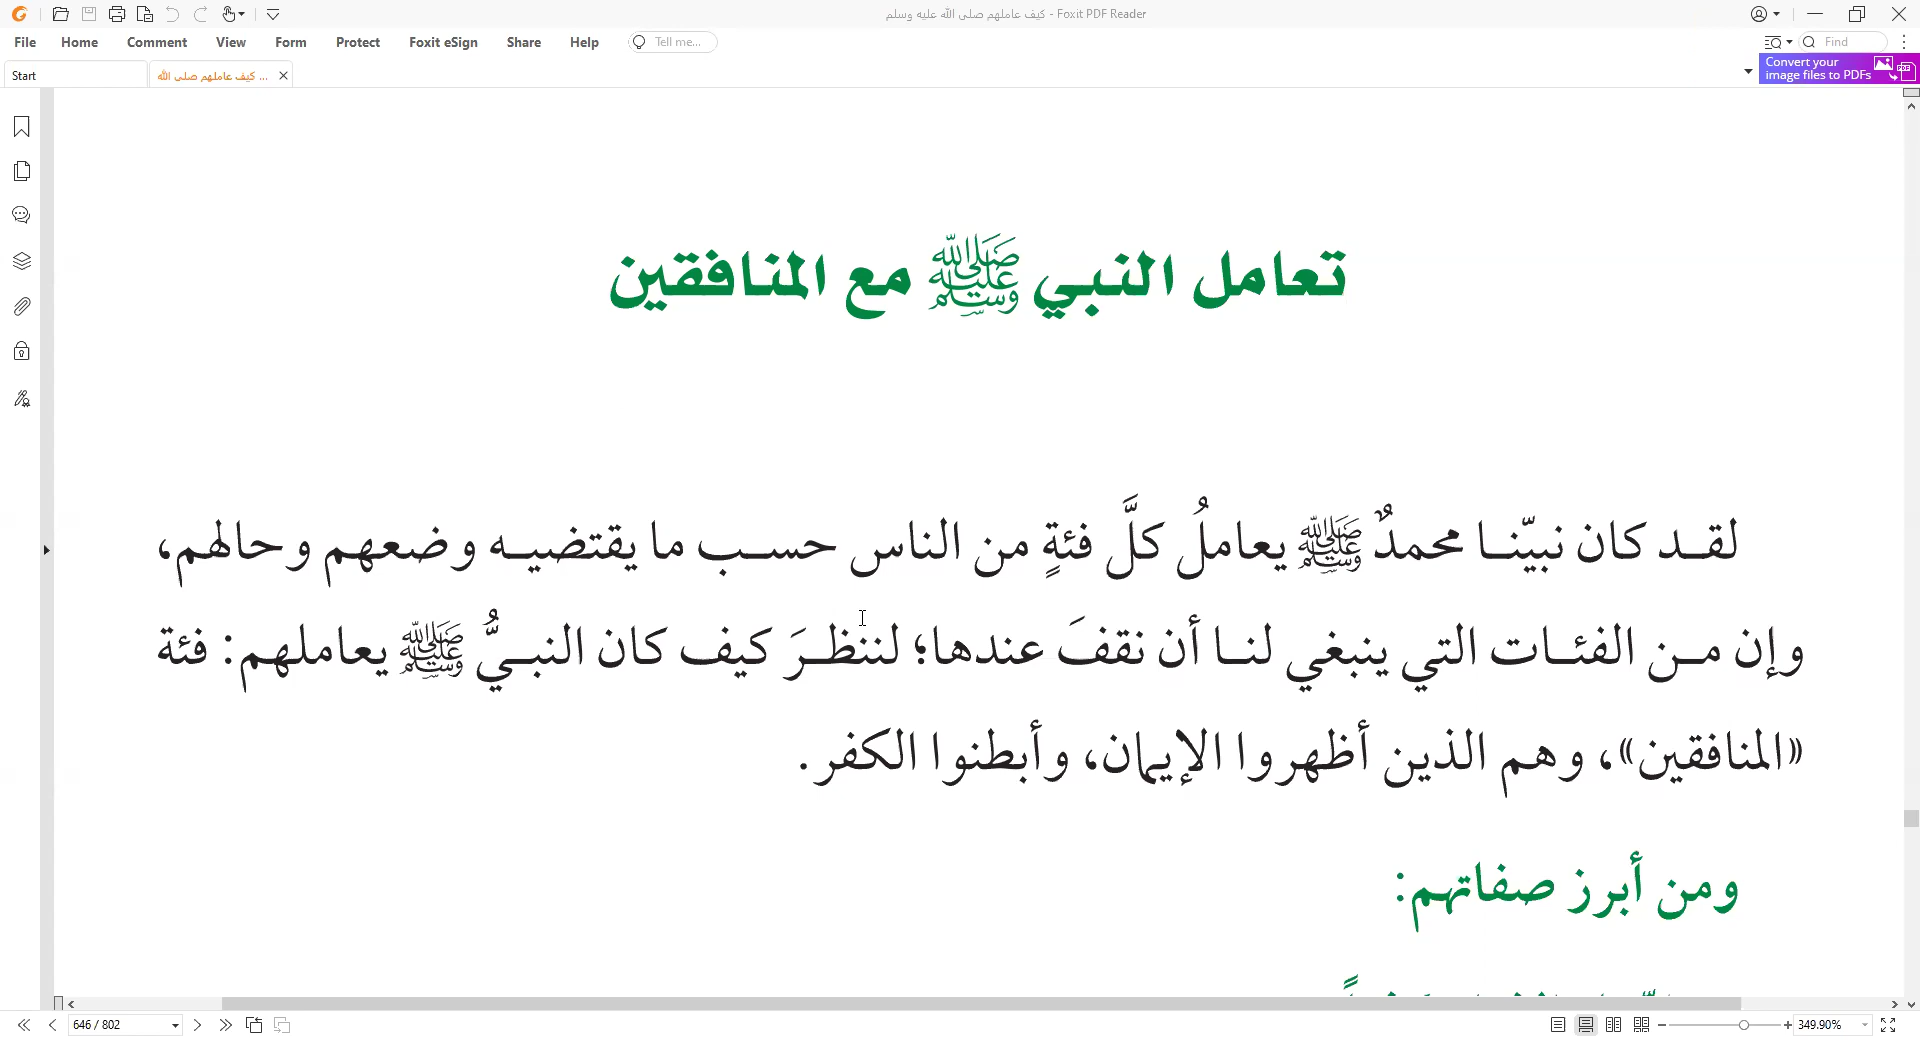 كيف عاملهم صلى الله عليه وسلم - Foxit PDF Reader
File Home Comment View Form Protect Foxit eSign Share Help Tell me... Find
Start كيف عاملهم صلى الله ...
Convert your
image files to PDFs
تعامل النبي ﷺ مع المنافقين
لقد كان نبيّنا محمدٌ ﷺ يعاملُ كلَّ فئةٍ من الناس حسب ما يقتضيه وضعهم وحالهم،
وإن من الفئات التي ينبغي لنا أن نقفَ عندها؛ لننظرَ كيف كان النبيُّ ﷺ يعاملهم: فئة
«المنافقين»، وهم الذين أظهروا الإيمان، وأبطنوا الكفر.
ومن أبرز صفاتهم:
646 / 802 349.90%